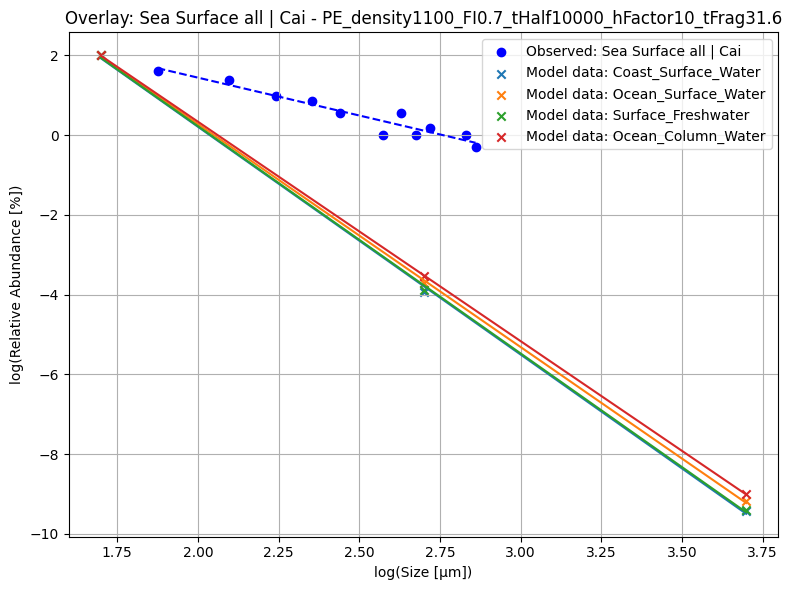 Overlay: Sea Surface all | Cai - PE_density1100_FI0.7_tHalf10000_hFactor10_tFrag31.6
Observed: Sea Surface all | Cai
Model data: Coast_Surface_Water
Model data: Ocean_Surface_Water
Model data: Surface_Freshwater
Model data: Ocean_Column_Water
log(Relative Abundance [%])
2
0
−2
−4
−6
−8
−10
1.75 2.00 2.25 2.50 2.75 3.00 3.25 3.50 3.75
log(Size [μm])